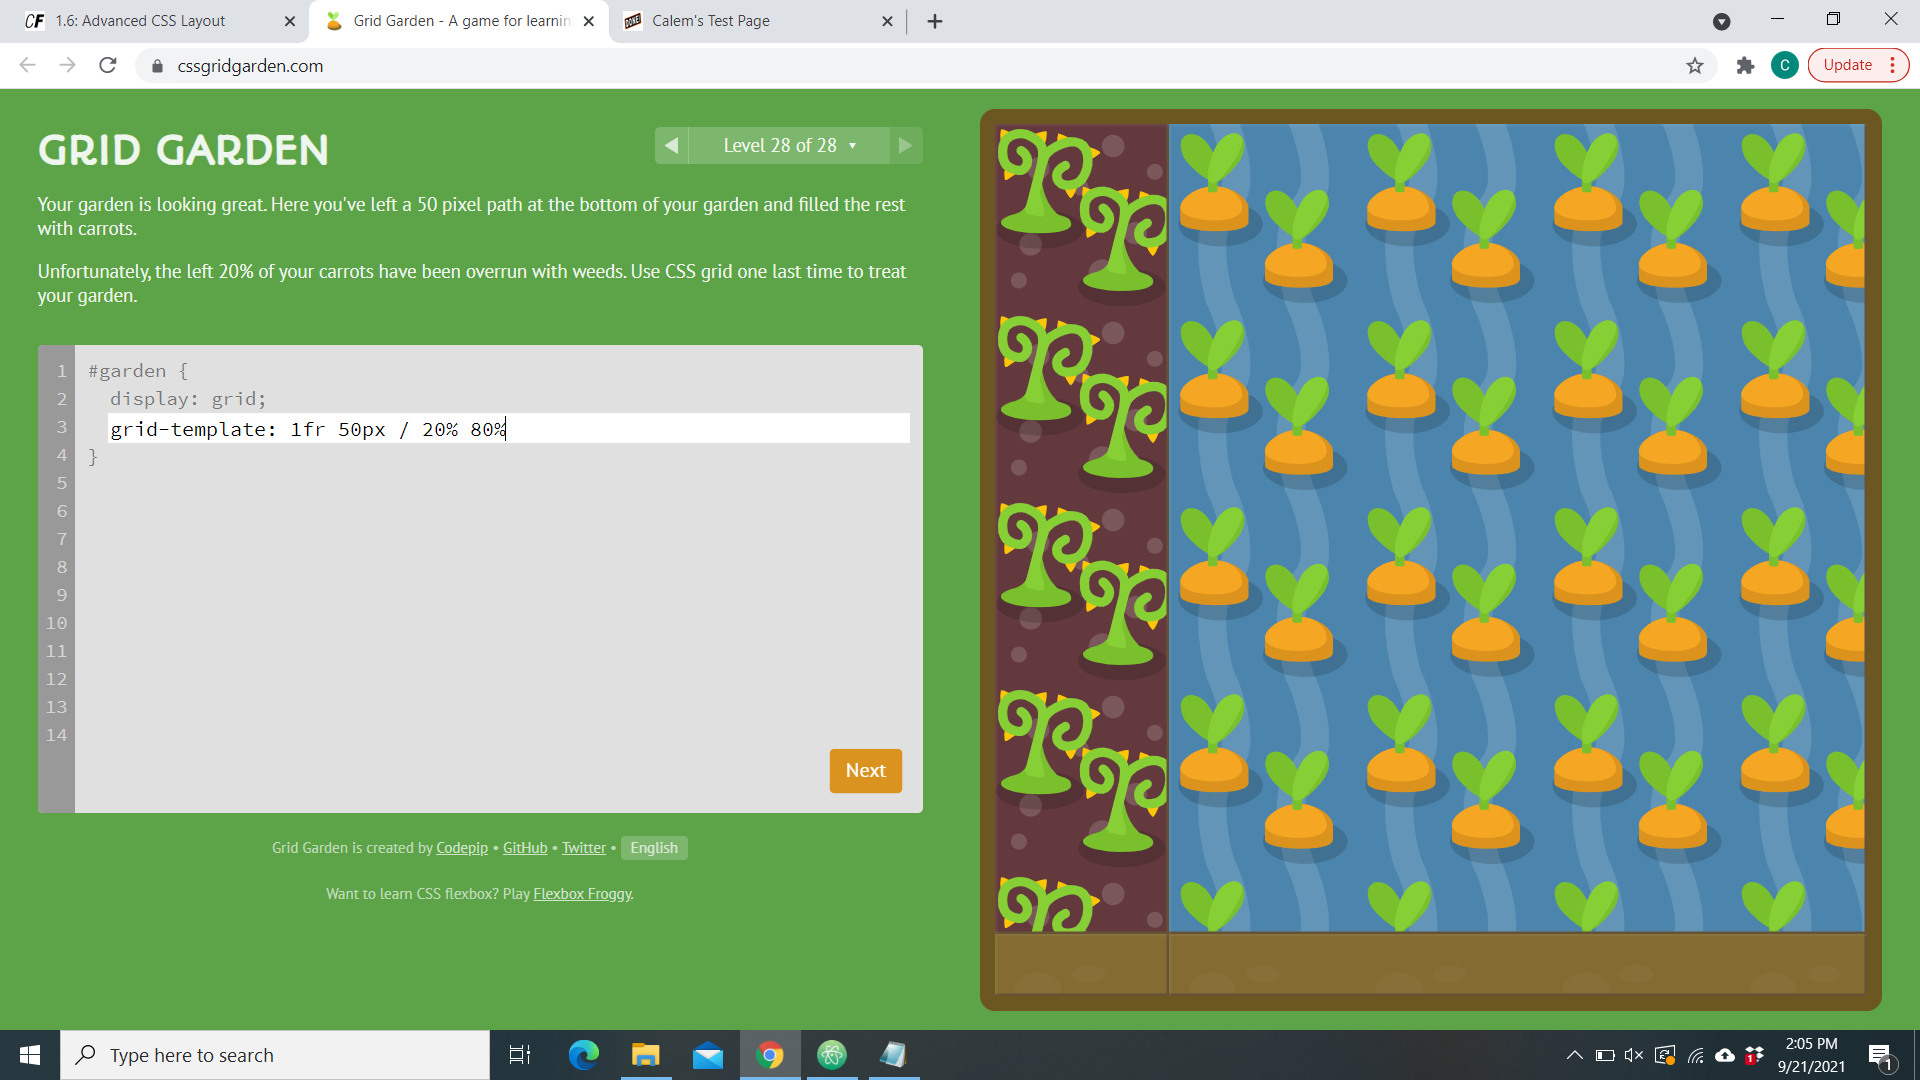 1.6: Advanced CSS Layout
Grid Garden - A game for learnin
DONE!
Calem's Test Page
cssgridgarden.com
C
Update
GRID GARDEN
Level 28 of 28
Your garden is looking great. Here you've left a 50 pixel path at the bottom of your garden and filled the rest
with carrots.
Unfortunately, the left 20% of your carrots have been overrun with weeds. Use CSS grid one last time to treat
your garden.
1 #garden {
2 display: grid;
3 grid-template: 1fr 50px / 20% 80%
4 }
5
6
7
8
9
10
11
12
13
14
Next
Grid Garden is created by Codepip • GitHub • Twitter • English
Want to learn CSS flexbox? Play Flexbox Froggy.
Type here to search
1
2:05 PM
9/21/2021
1